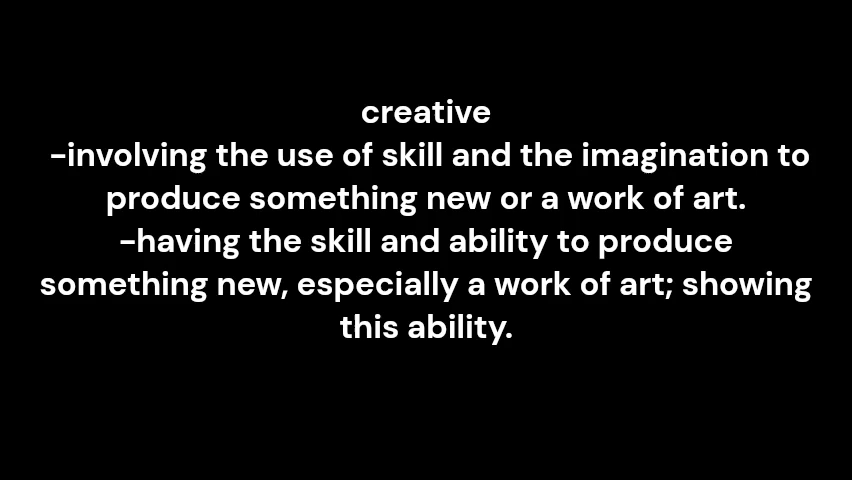 creative
-involving the use of skill and the imagination to
produce something new or a work of art.
-having the skill and ability to produce
something new, especially a work of art; showing
this ability.